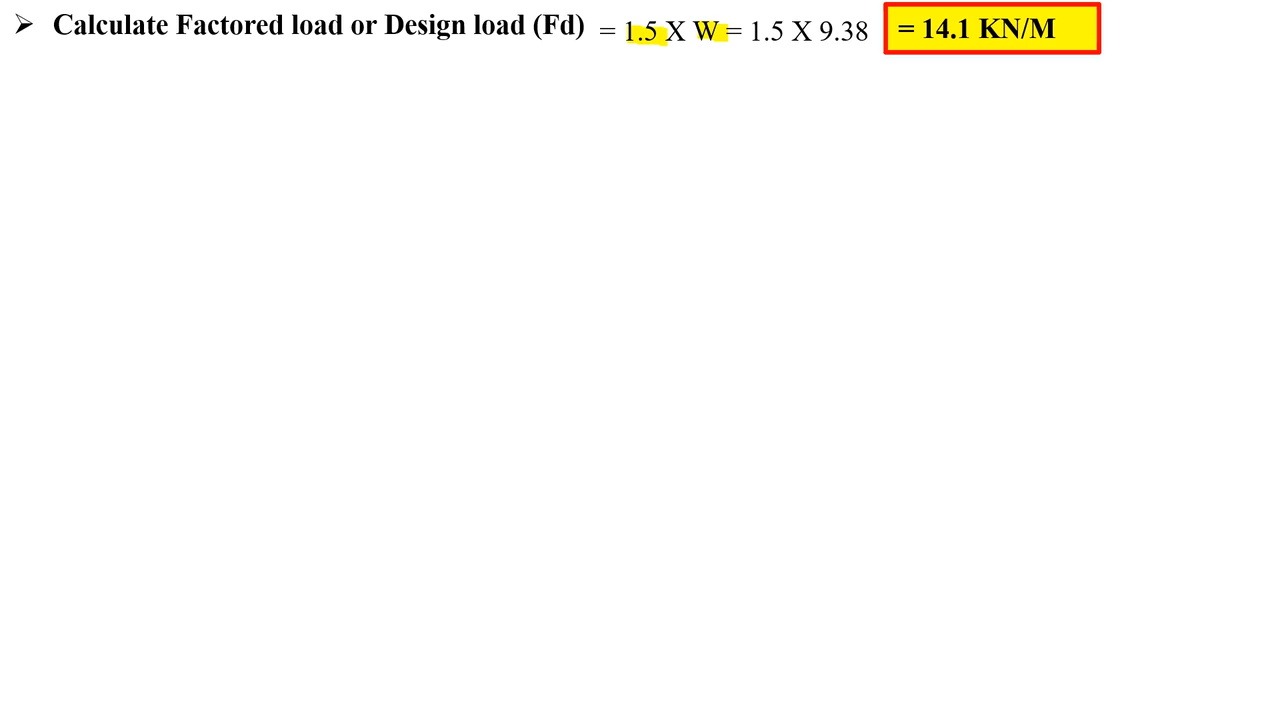 ➢ Calculate Factored load or Design load (Fd) = 1.5 X W = 1.5 X 9.38 = 14.1 KN/M